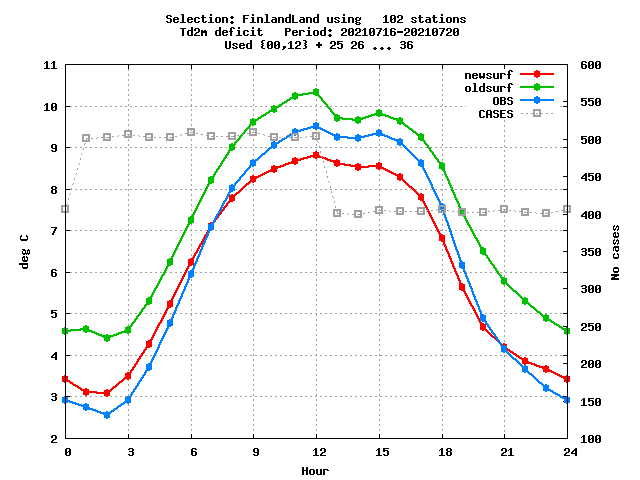 Selection: FinlandLand using   102 stations
Td2m deficit   Period: 20210716-20210720
Used {00,12} + 25 26 ... 36
newsurf
oldsurf
OBS
CASES
11
10
9
8
7
6
5
4
3
2
deg C
600
550
500
450
400
350
300
250
200
150
100
No cases
0 3 6 9 12 15 18 21 24
Hour